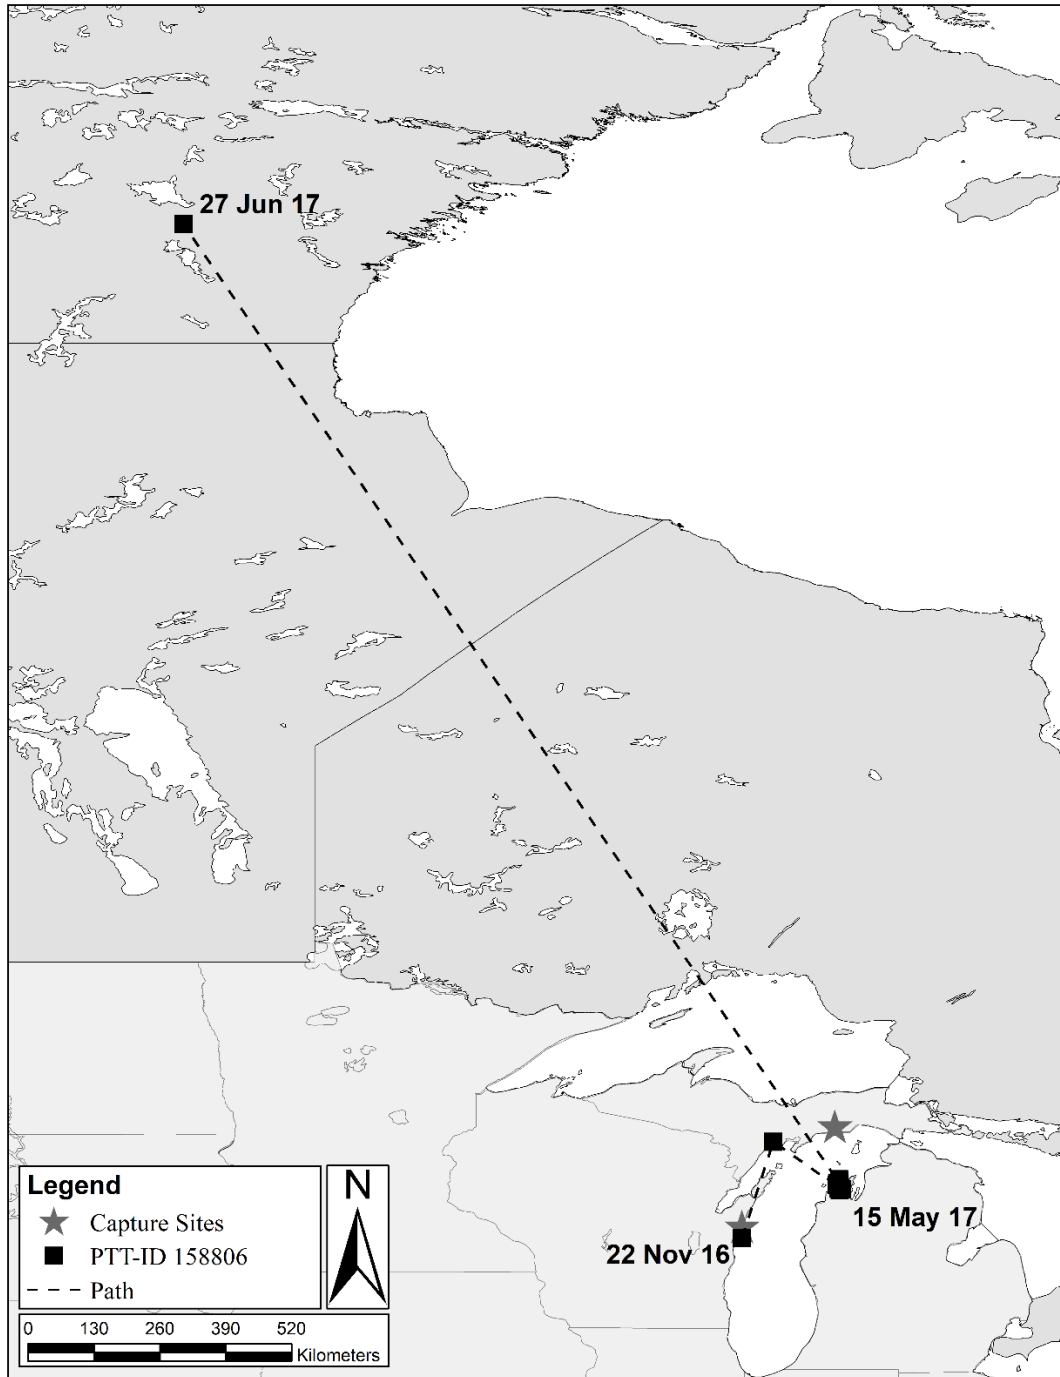 27 Jun 17
15 May 17
22 Nov 16
Legend
Capture Sites
PTT-ID 158806
Path
N
0 130 260 390 520
Kilometers